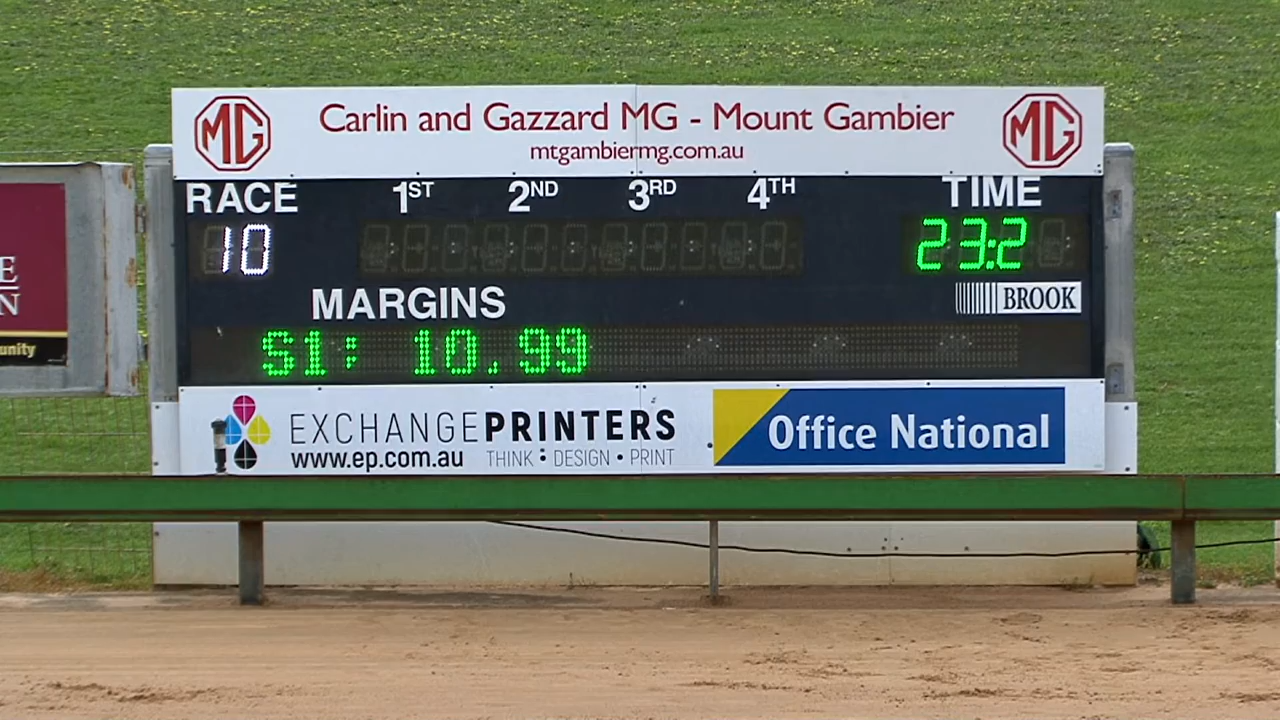 MG Carlin and Gazzard MG - Mount Gambier MG
mtgambiermg.com.au
RACE 1ST 2ND 3RD 4TH TIME
10 23:2
MARGINS BROOK
S1: 10.99
EXCHANGEPRINTERS
www.ep.com.au THINK • DESIGN • PRINT
Office National
E
N
unity